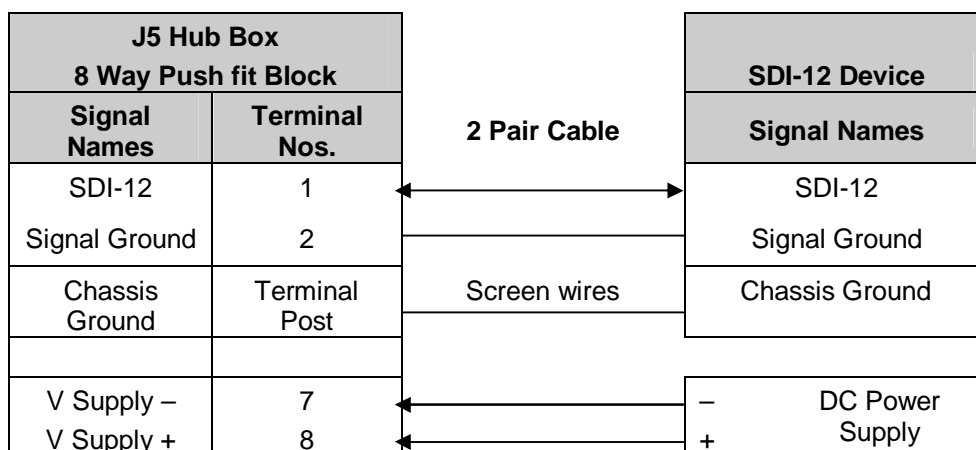 J5 Hub Box
8 Way Push fit Block
SDI-12 Device
Signal Names
Terminal Nos.
2 Pair Cable
Signal Names
SDI-12 1 SDI-12
Signal Ground 2 Signal Ground
Chassis Ground
Terminal Post
Screen wires
Chassis Ground
V Supply – 7 – DC Power
V Supply + 8 + Supply